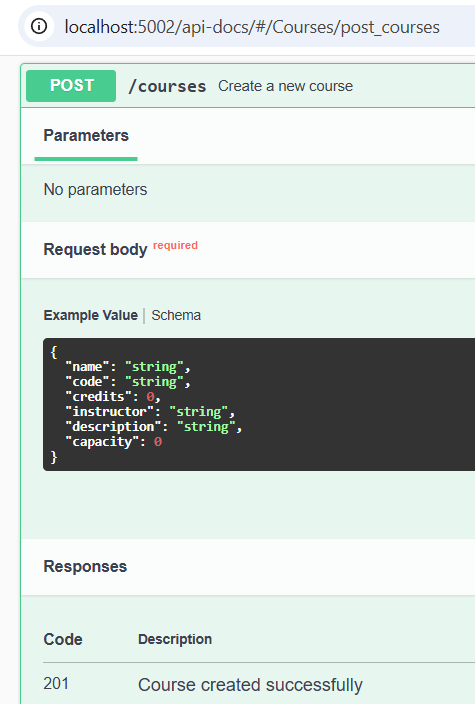 localhost:5002/api-docs/#/Courses/post_courses
POST /courses Create a new course
Parameters
No parameters
Request body required
Example Value | Schema
{
  "name": "string",
  "code": "string",
  "credits": 0,
  "instructor": "string",
  "description": "string",
  "capacity": 0
}
Responses
Code Description
201 Course created successfully